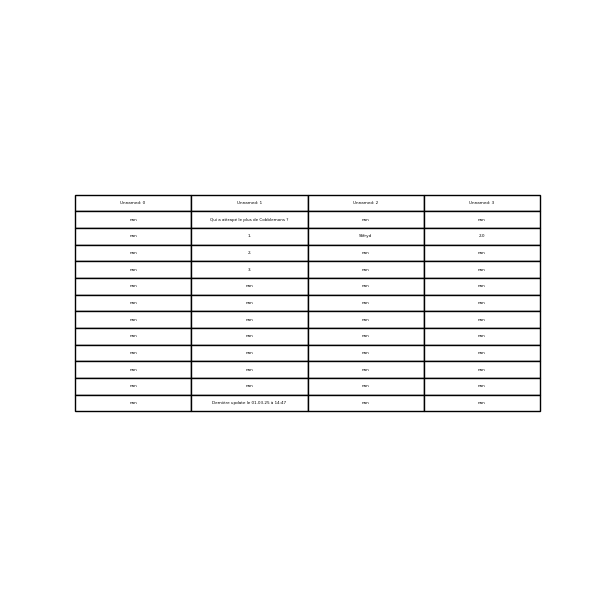 Unnamed: 0 Unnamed: 1 Unnamed: 2 Unnamed: 3
nan Qui a attrapé le plus de Cobblemons ? nan nan
nan 1. 2.0
nan 2. nan nan
nan 3. nan nan
nan nan nan nan
nan nan nan nan
nan nan nan nan
nan nan nan nan
nan nan nan nan
nan nan nan nan
nan nan nan nan
nan Dernière update le 01.03.25 à 14:47 nan nan